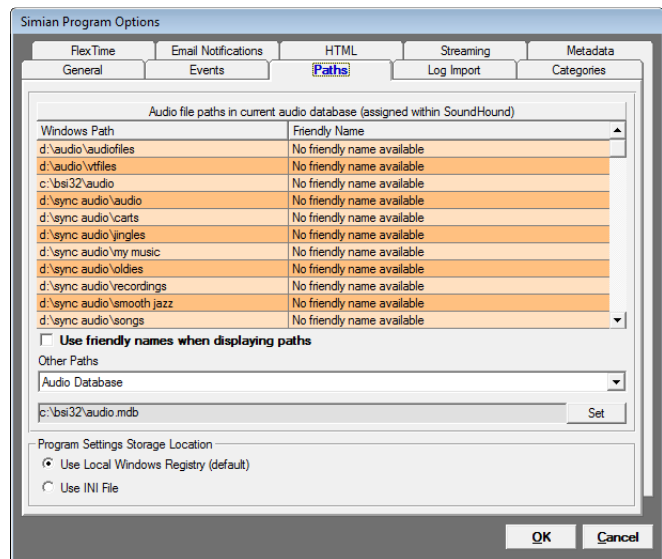 Simian Program Options
FlexTime Email Notifications HTML Streaming Metadata
General Events Paths Log Import Categories
Audio file paths in current audio database (assigned within SoundHound)
Windows Path Friendly Name
d:\audio\audiofiles No friendly name available
d:\audio\vtfiles No friendly name available
c:\bsi32\audio No friendly name available
d:\sync audio\audio No friendly name available
d:\sync audio\carts No friendly name available
d:\sync audio\jingles No friendly name available
d:\sync audio\my music No friendly name available
d:\sync audio\oldies No friendly name available
d:\sync audio\recordings No friendly name available
d:\sync audio\smooth jazz No friendly name available
d:\sync audio\songs No friendly name available
Use friendly names when displaying paths
Other Paths
Audio Database
c:\bsi32\audio.mdb Set
Program Settings Storage Location
Use Local Windows Registry (default)
Use INI File
OK Cancel